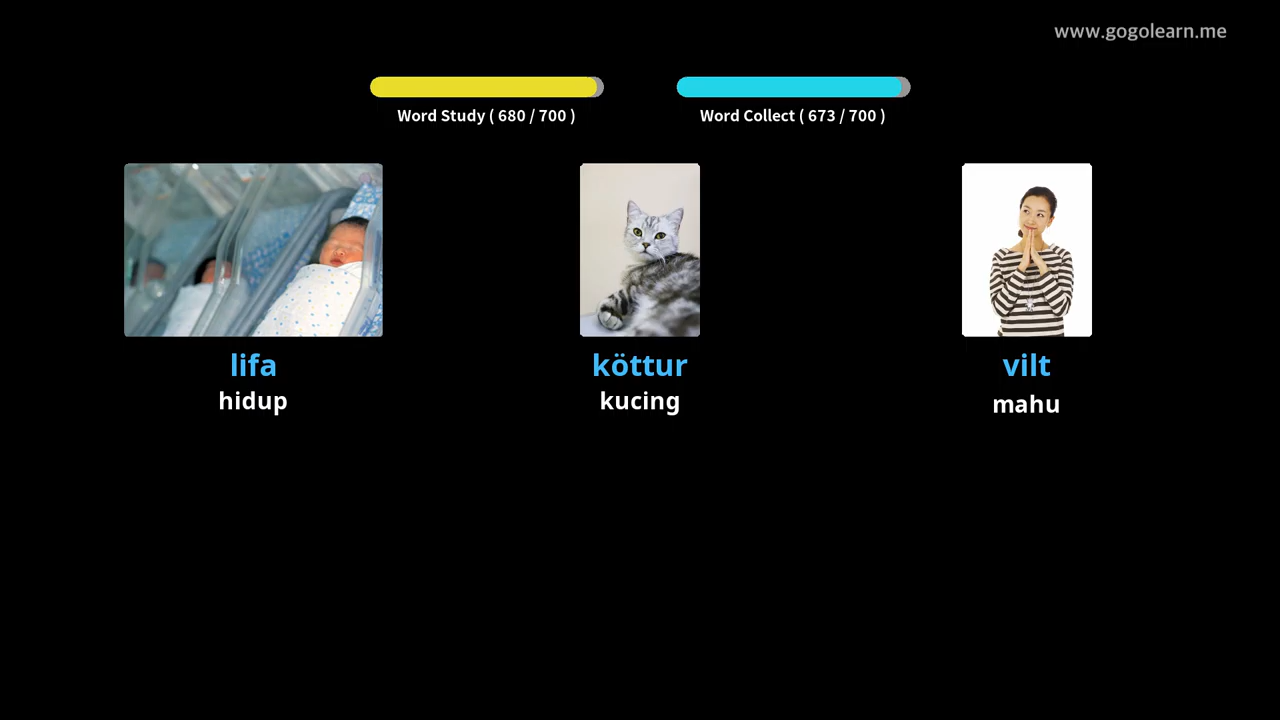 www.gogolearn.me
Word Study ( 680 / 700 )
Word Collect ( 673 / 700 )
lifa
hidup
köttur
kucing
vilt
mahu